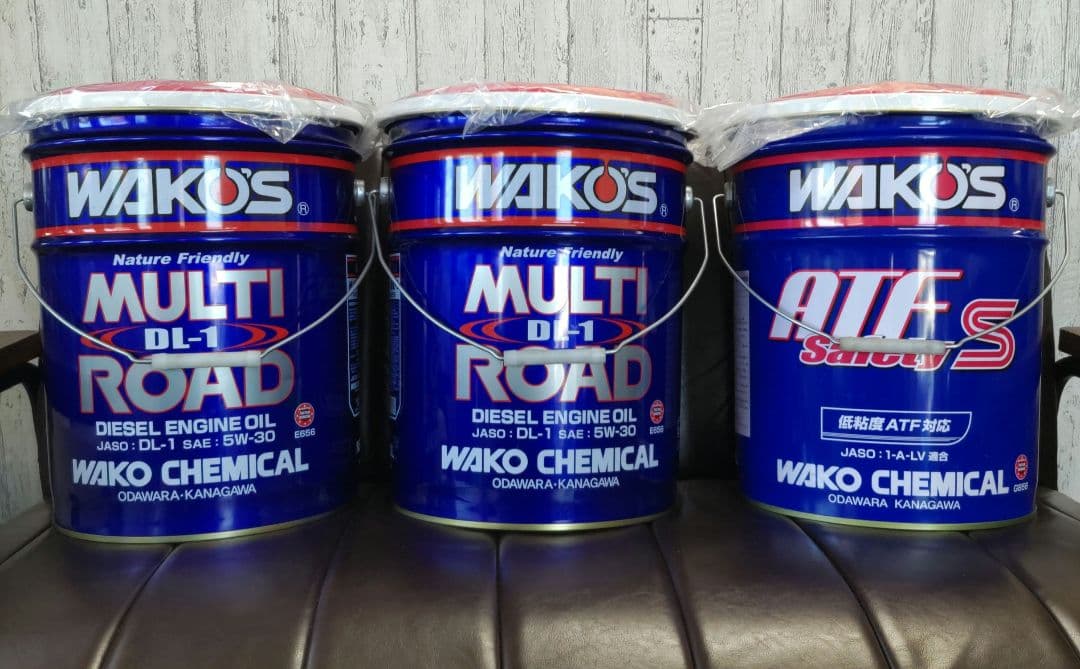 WAKO'S®
Nature Friendly
MULTI
DL-1
ROAD
DIESEL ENGINE OIL
JASO : DL-1 SAE : 5W-30
E656
WAKO CHEMICAL
ODAWARA・KANAGAWA
WAKO'S®
Nature Friendly
MULTI
DL-1
ROAD
DIESEL ENGINE OIL
JASO : DL-1 SAE : 5W-30
E656
WAKO CHEMICAL
ODAWARA・KANAGAWA
WAKO'S®
ATF
Safety S
低粘度ATF対応
JASO : 1-A-LV 適合
WAKO CHEMICAL
G856
ODAWARA KANAGAWA